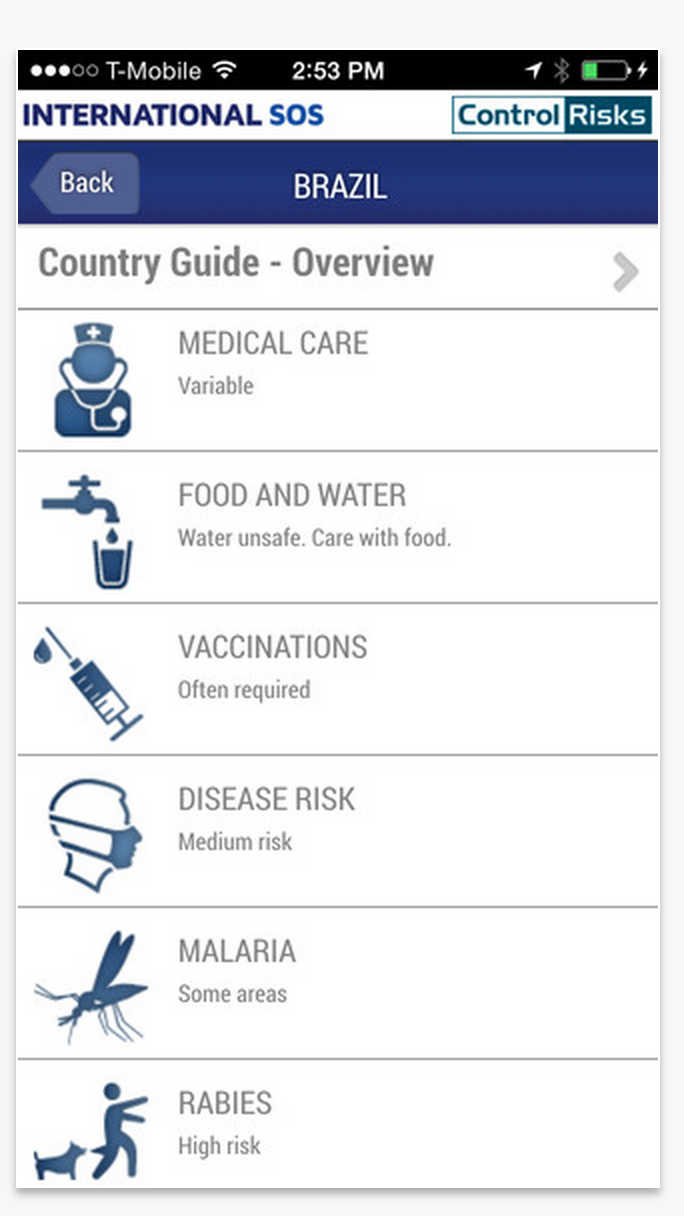 T-Mobile 2:53 PM
INTERNATIONAL SOS Control Risks
Back BRAZIL
Country Guide - Overview
MEDICAL CARE
Variable
FOOD AND WATER
Water unsafe. Care with food.
VACCINATIONS
Often required
DISEASE RISK
Medium risk
MALARIA
Some areas
RABIES
High risk